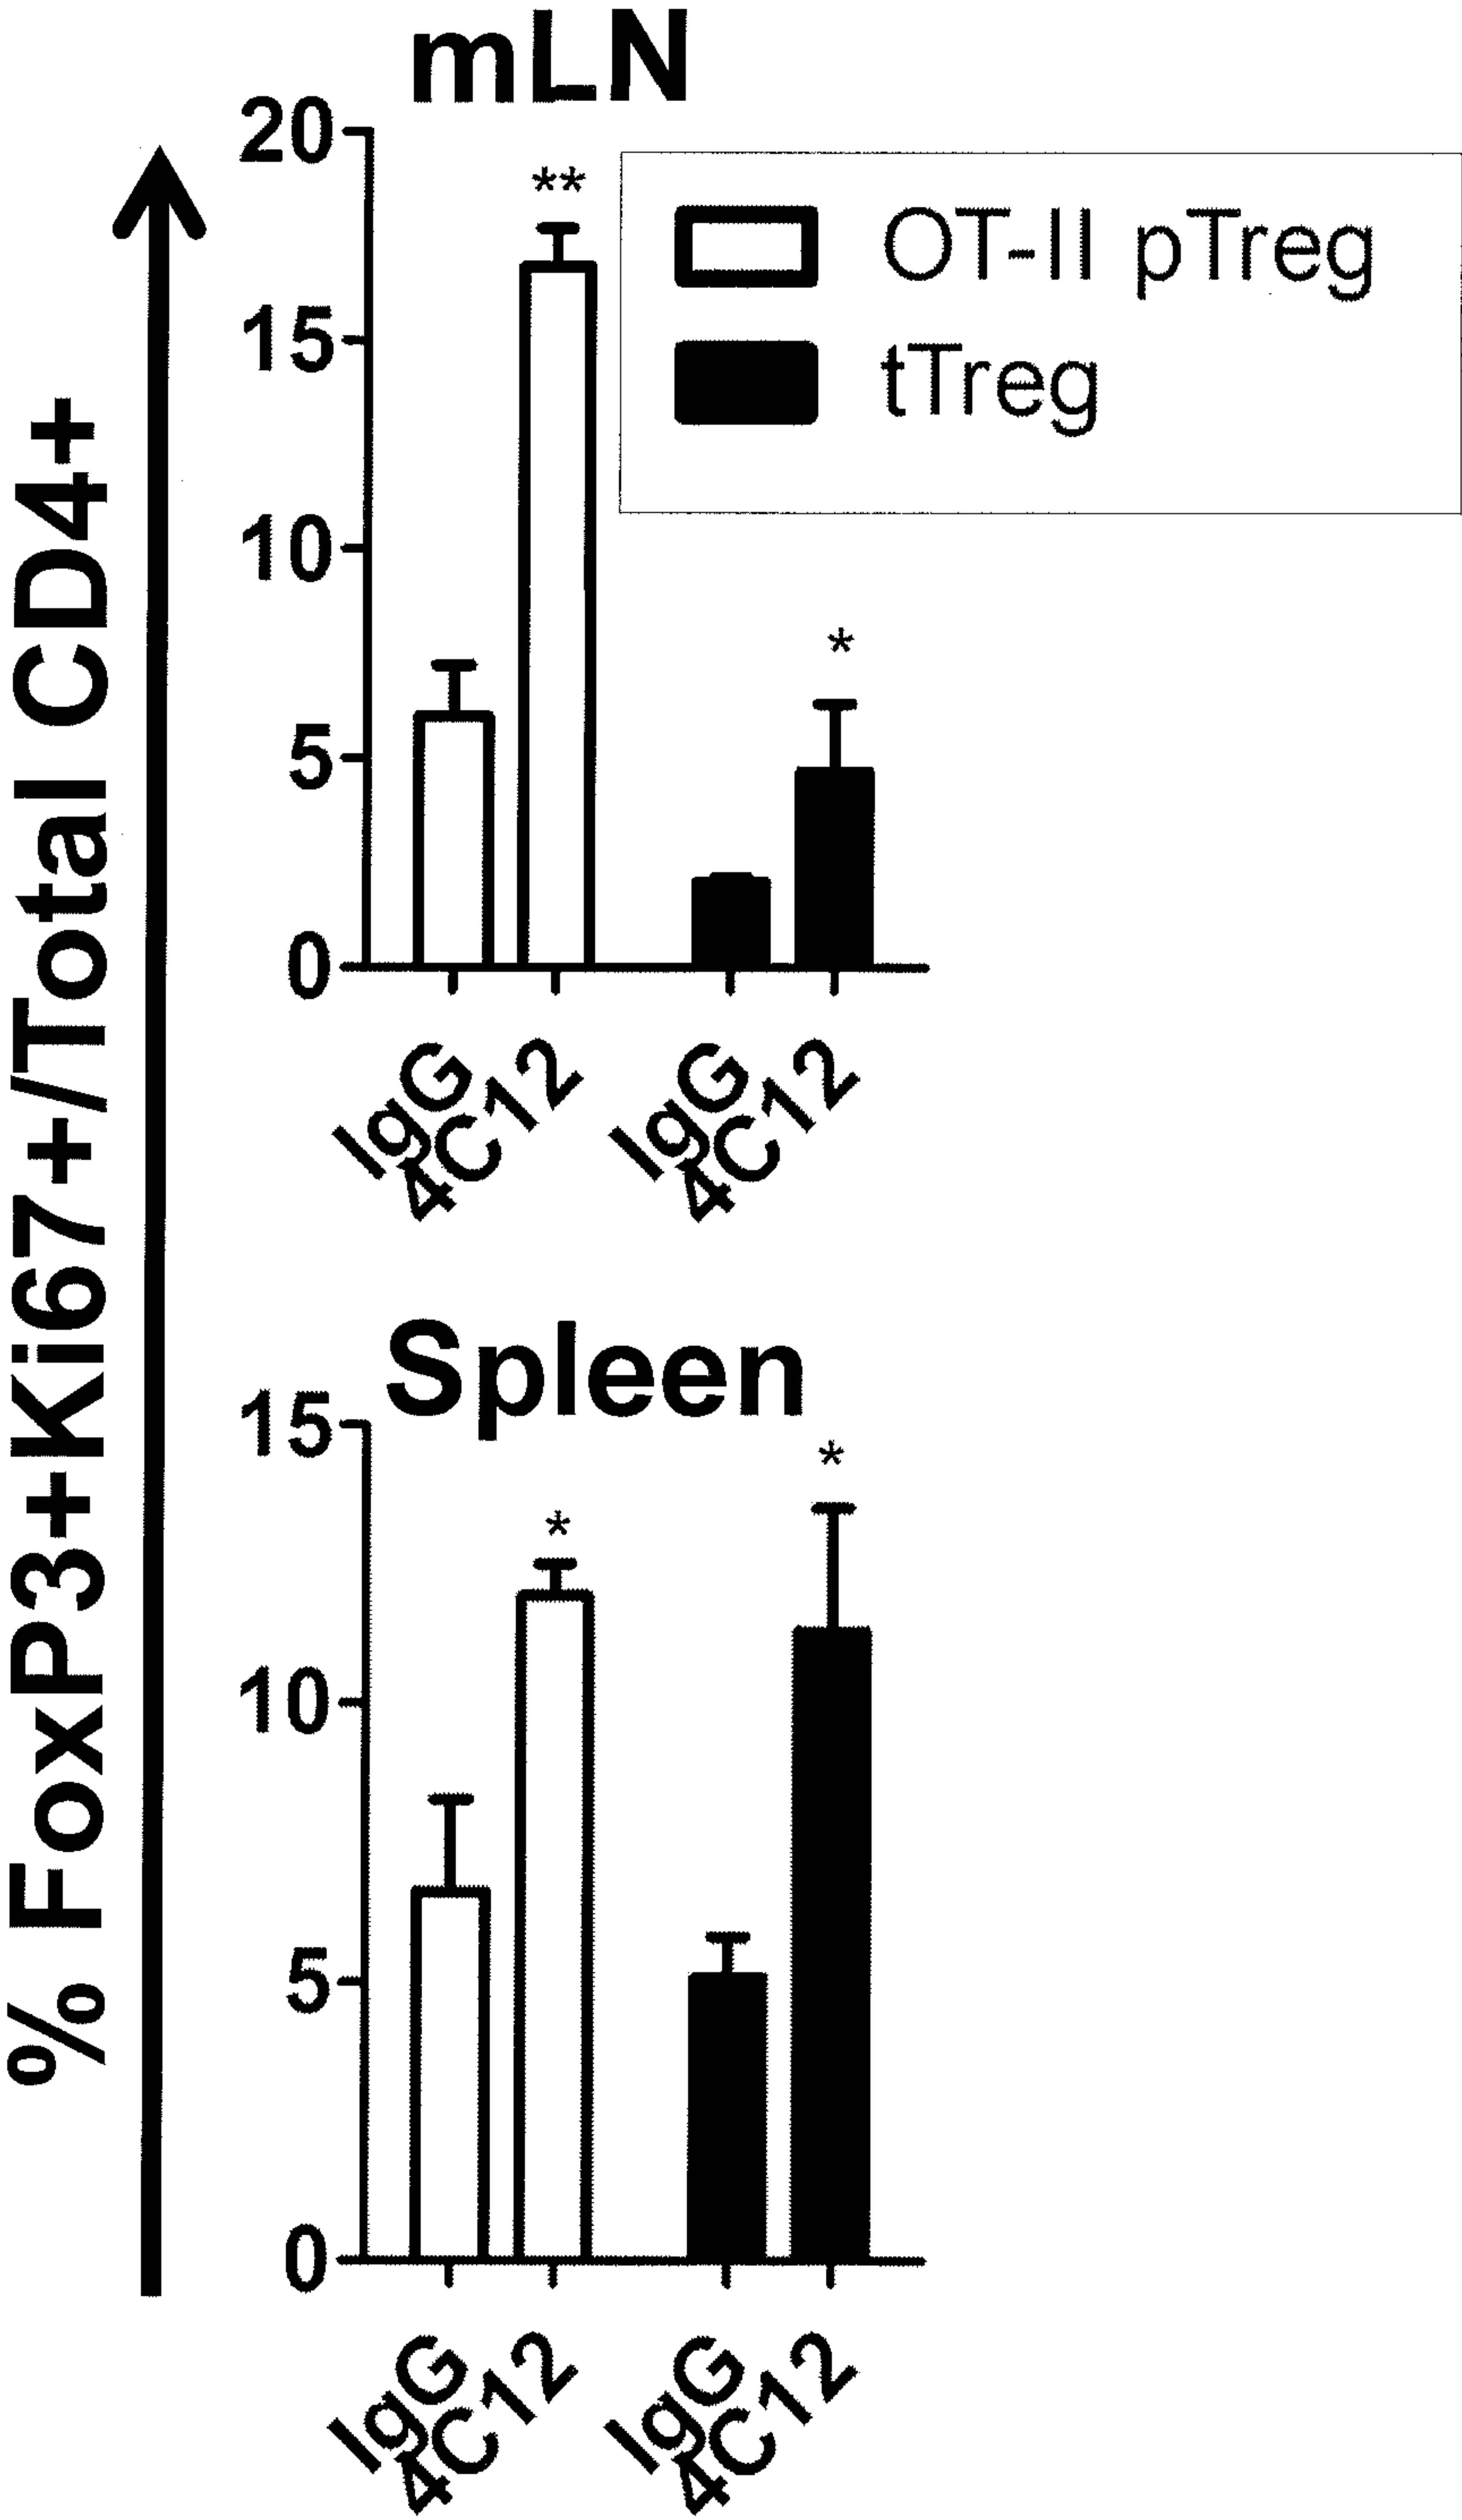 % FoxP3+Ki67+/Total CD4+
mLN
20
15
10
5
0
**
*
OT-II pTreg
tTreg
IgG
4C12
IgG
4C12
Spleen
15
10
5
0
*
*
IgG
4C12
IgG
4C12